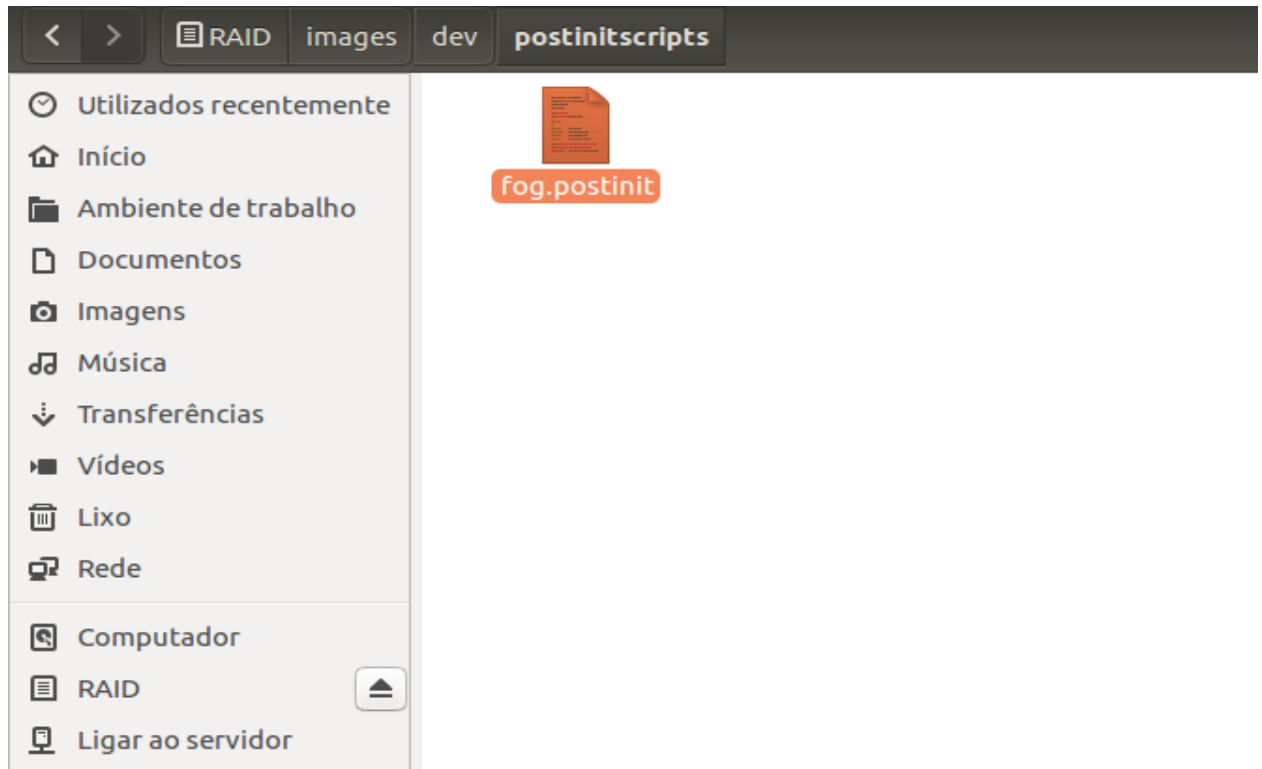 RAID images dev postinitscripts
Utilizados recentemente
Início
Ambiente de trabalho
Documentos
Imagens
Música
Transferências
Vídeos
Lixo
Rede
Computador
RAID
Ligar ao servidor
fog.postinit